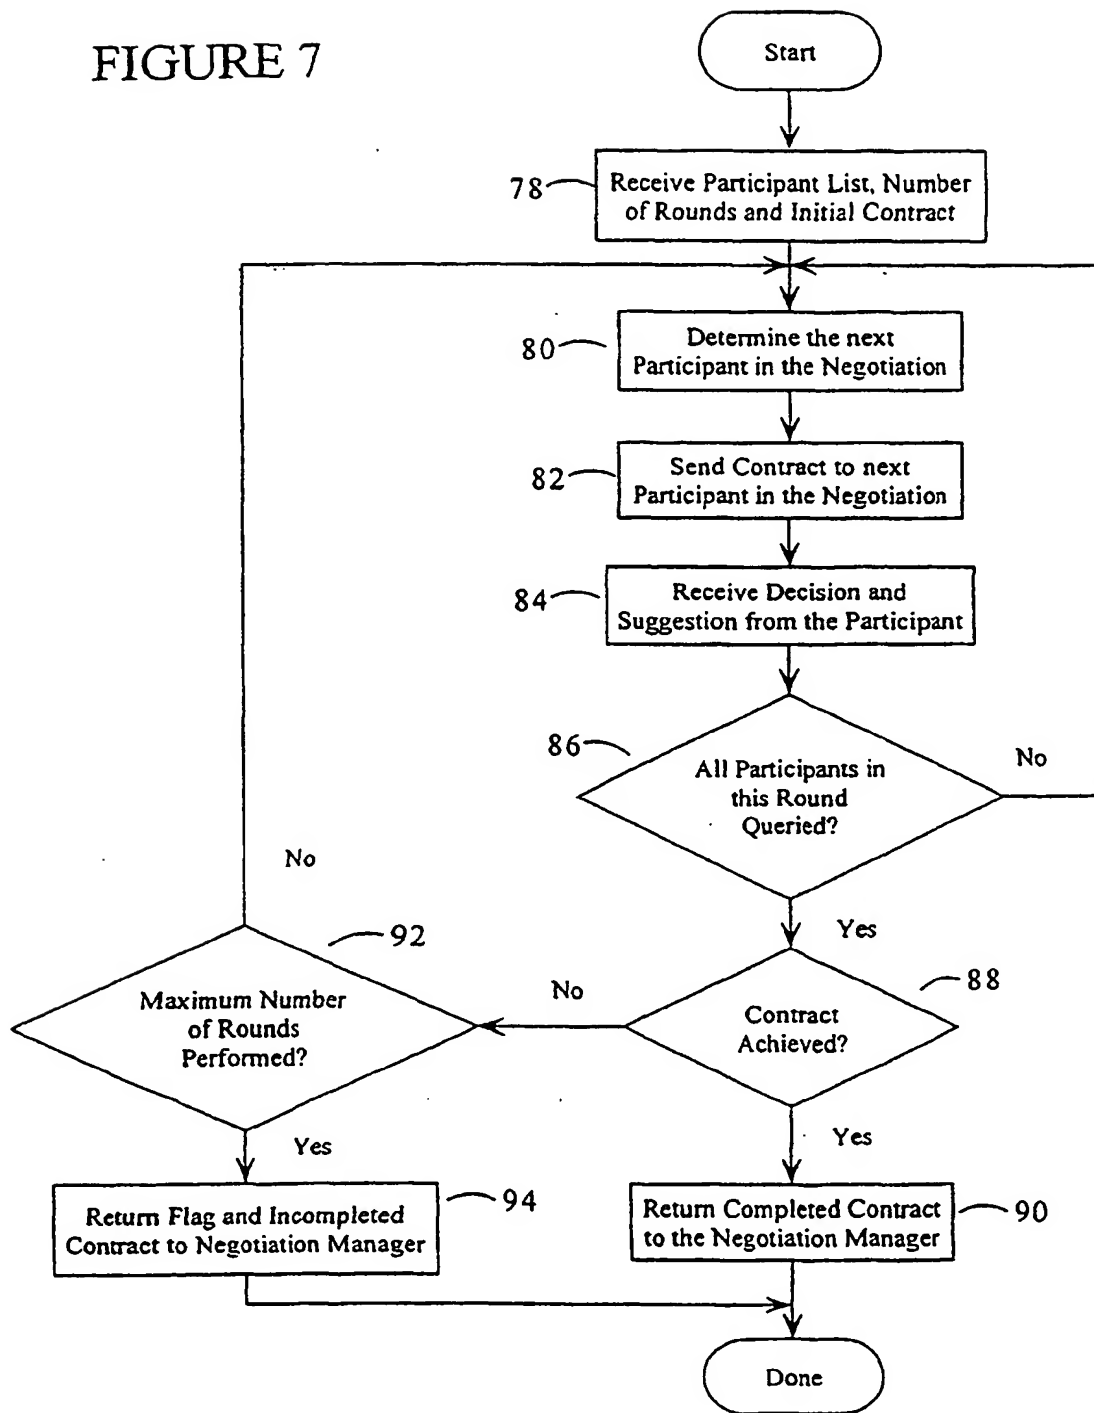 FIGURE 7
Start
78
Receive Participant List, Number
of Rounds and Initial Contract
80
Determine the next
Participant in the Negotiation
82
Send Contract to next
Participant in the Negotiation
84
Receive Decision and
Suggestion from the Participant
86
All Participants in
this Round
Queried?
No
Yes
No
92
Maximum Number
of Rounds
Performed?
No
88
Contract
Achieved?
Yes
Yes
94
Return Flag and Incompleted
Contract to Negotiation Manager
Return Completed Contract
to the Negotiation Manager
90
Done